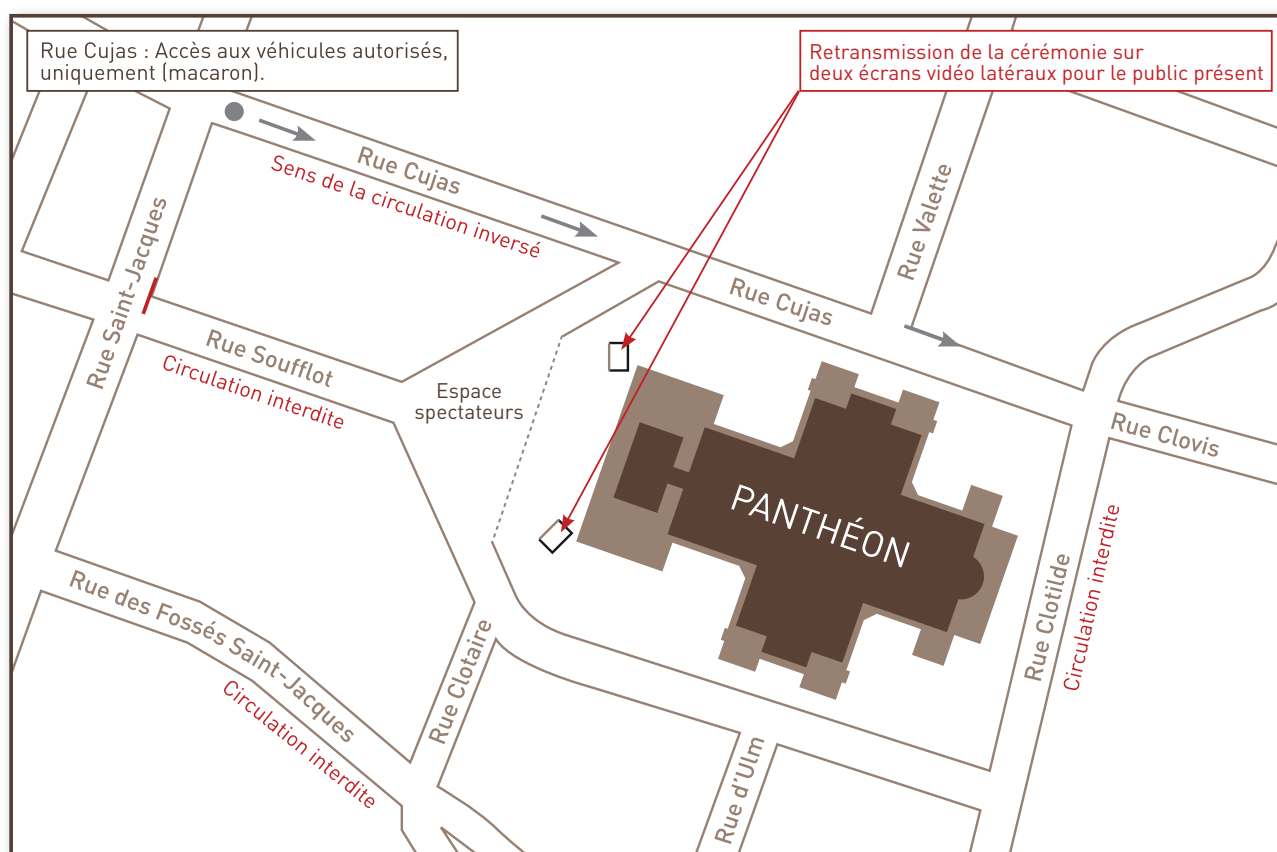 Rue Cujas : Accès aux véhicules autorisés,
uniquement (macaron).
Retransmission de la cérémonie sur
deux écrans vidéo latéraux pour le public présent
Rue Cujas
Sens de la circulation inversé
Rue Saint-Jacques
Rue Valette
Rue Cujas
Rue Soufflot
Circulation interdite
Espace
spectateurs
Rue Clovis
PANTHÉON
Rue Clotilde
Circulation interdite
Rue des Fossés Saint-Jacques
Circulation interdite
Rue Clotaire
Rue d'Ulm